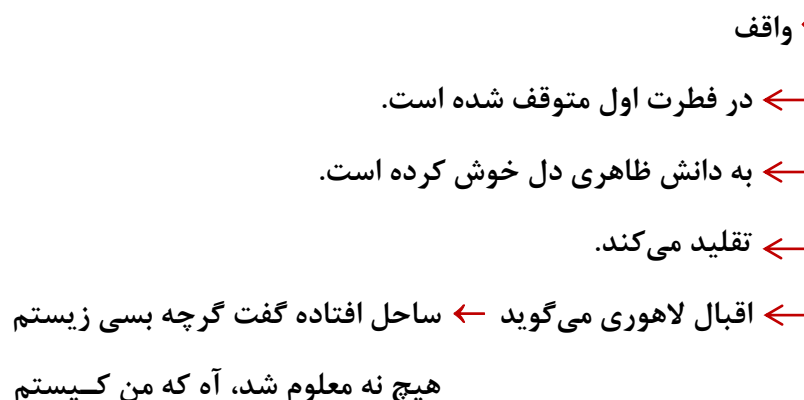 واقف
در فطرت اول متوقف شده است.
به دانش ظاهری دل خوش کرده است.
تقلید می‌کند.
اقبال لاهوری می‌گوید ← ساحل افتاده گفت گرچه بسی زیستم
هیچ نه معلوم شد، آه که من کــیستم